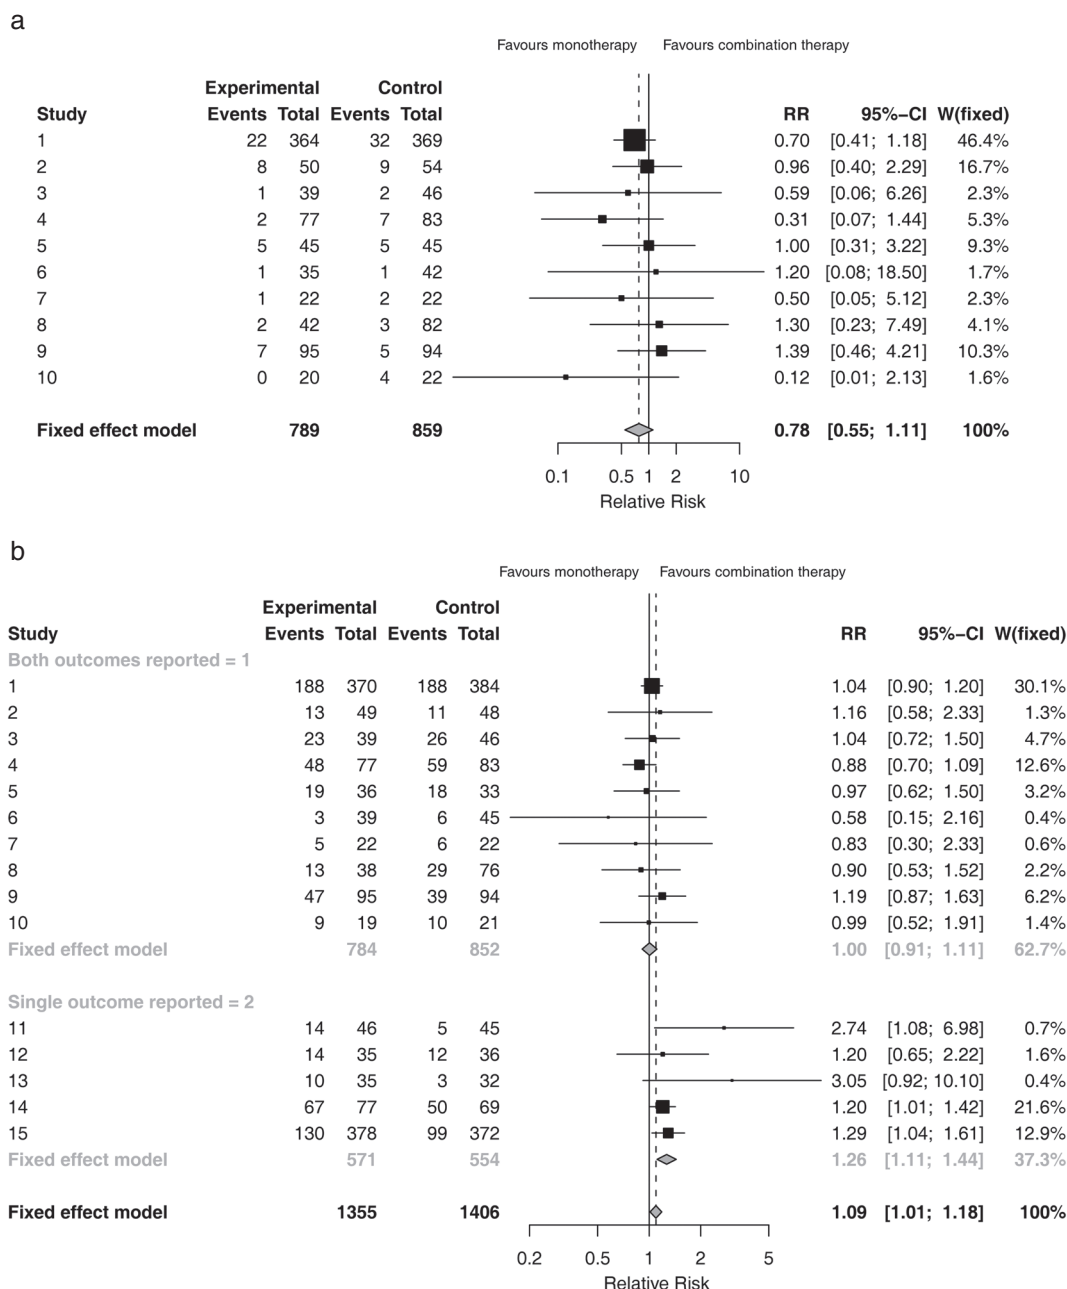 a
Favours monotherapy Favours combination therapy
Experimental Control
Study Events Total Events Total RR 95%−CI W(fixed)
1 22 364 32 369 0.70 [0.41; 1.18] 46.4%
2 8 50 9 54 0.96 [0.40; 2.29] 16.7%
3 1 39 2 46 0.59 [0.06; 6.26] 2.3%
4 2 77 7 83 0.31 [0.07; 1.44] 5.3%
5 5 45 5 45 1.00 [0.31; 3.22] 9.3%
6 1 35 1 42 1.20 [0.08; 18.50] 1.7%
7 1 22 2 22 0.50 [0.05; 5.12] 2.3%
8 2 42 3 82 1.30 [0.23; 7.49] 4.1%
9 7 95 5 94 1.39 [0.46; 4.21] 10.3%
10 0 20 4 22 0.12 [0.01; 2.13] 1.6%
Fixed effect model 789 859 0.78 [0.55; 1.11] 100%
0.1 0.5 1 2 10
Relative Risk
b
Favours monotherapy Favours combination therapy
Experimental Control
Study Events Total Events Total RR 95%−CI W(fixed)
Both outcomes reported = 1
1 188 370 188 384 1.04 [0.90; 1.20] 30.1%
2 13 49 11 48 1.16 [0.58; 2.33] 1.3%
3 23 39 26 46 1.04 [0.72; 1.50] 4.7%
4 48 77 59 83 0.88 [0.70; 1.09] 12.6%
5 19 36 18 33 0.97 [0.62; 1.50] 3.2%
6 3 39 6 45 0.58 [0.15; 2.16] 0.4%
7 5 22 6 22 0.83 [0.30; 2.33] 0.6%
8 13 38 29 76 0.90 [0.53; 1.52] 2.2%
9 47 95 39 94 1.19 [0.87; 1.63] 6.2%
10 9 19 10 21 0.99 [0.52; 1.91] 1.4%
Fixed effect model 784 852 1.00 [0.91; 1.11] 62.7%
Single outcome reported = 2
11 14 46 5 45 2.74 [1.08; 6.98] 0.7%
12 14 35 12 36 1.20 [0.65; 2.22] 1.6%
13 10 35 3 32 3.05 [0.92; 10.10] 0.4%
14 67 77 50 69 1.20 [1.01; 1.42] 21.6%
15 130 378 99 372 1.29 [1.04; 1.61] 12.9%
Fixed effect model 571 554 1.26 [1.11; 1.44] 37.3%
Fixed effect model 1355 1406 1.09 [1.01; 1.18] 100%
0.2 0.5 1 2 5
Relative Risk